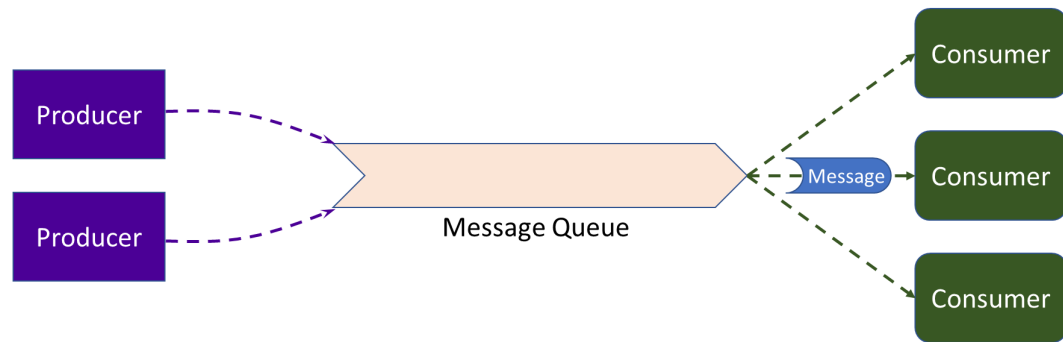 Producer
Producer
Message Queue
Message
Consumer
Consumer
Consumer